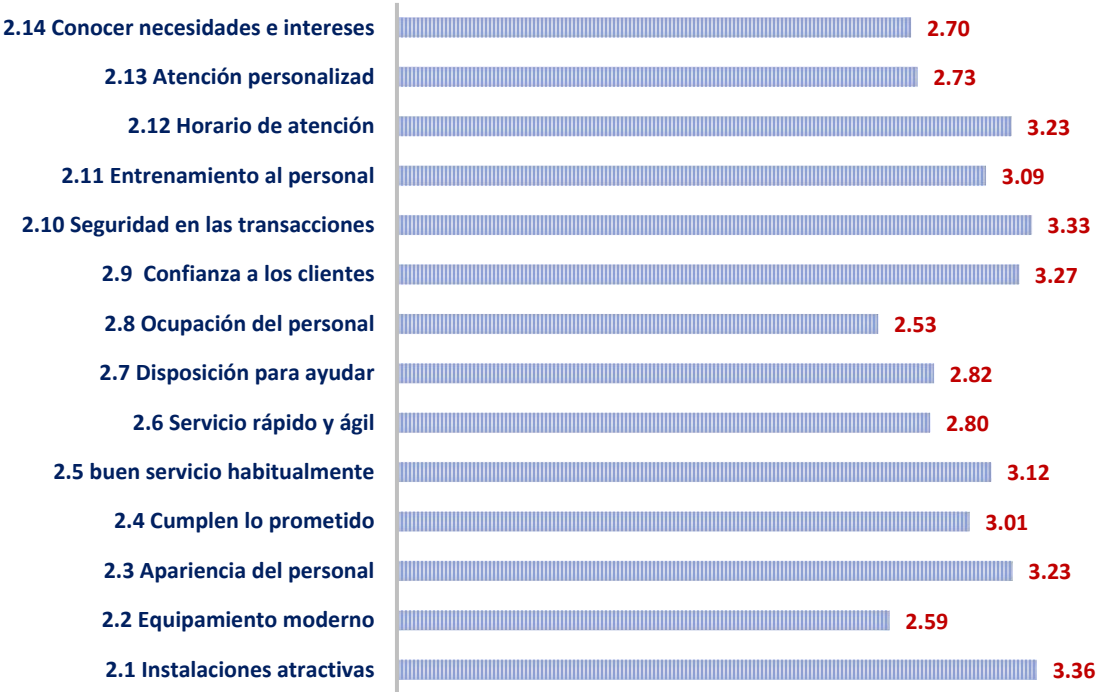 2.14 Conocer necesidades e intereses 2.70
2.13 Atención personalizad 2.73
2.12 Horario de atención 3.23
2.11 Entrenamiento al personal 3.09
2.10 Seguridad en las transacciones 3.33
2.9 Confianza a los clientes 3.27
2.8 Ocupación del personal 2.53
2.7 Disposición para ayudar 2.82
2.6 Servicio rápido y ágil 2.80
2.5 buen servicio habitualmente 3.12
2.4 Cumplen lo prometido 3.01
2.3 Apariencia del personal 3.23
2.2 Equipamiento moderno 2.59
2.1 Instalaciones atractivas 3.36